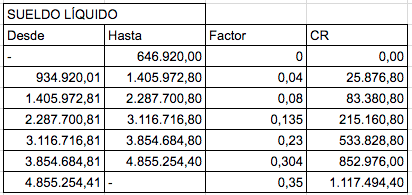 SUELDO LÍQUIDO
Desde Hasta Factor CR
- 646.920,00 0 0,00
934.920,01 1.405.972,80 0,04 25.876,80
1.405.972,81 2.287.700,80 0,08 83.380,80
2.287.700,81 3.116.716,80 0,135 215.160,80
3.116.716,81 3.854.684,80 0,23 533.828,80
3.854.684,81 4.855.254,40 0,304 852.976,00
4.855.254,41 - 0,35 1.117.494,40